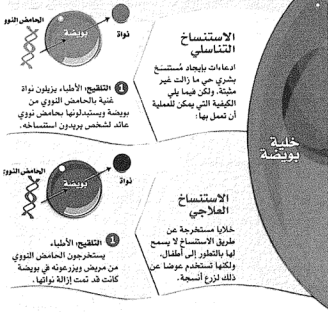 الاستنساخ
التناسلي
ادعاءات بإيجاد مُستنسَخ
بشري حي ما زالت غير
مثبتة، ولكن فيما يلي
الكيفية التي يمكن للعملية
أن تعمل بها:
الحامض النووي
بويضة
نواة
1 التلقيح: الأطباء يزيلون نواة
غنية بالحامض النووي من
بويضة ويستبدلونها بحامض نووي
عائد لشخص يريدون استنساخه.
خلية
بويضة
الاستنساخ
العلاجي
خلايا مستخرجة عن
طريق الاستنساخ لا يسمح
لها بالتطور إلى أطفال،
ولكنها تستخدم عوضا عن
ذلك لزرع أنسجة.
الحامض النووي
بويضة
نواة
1 التلقيح: الأطباء
يستخرجون الحامض النووي
من مريض ويزرعونه في بويضة
كانت قد تمت إزالة نواتها.